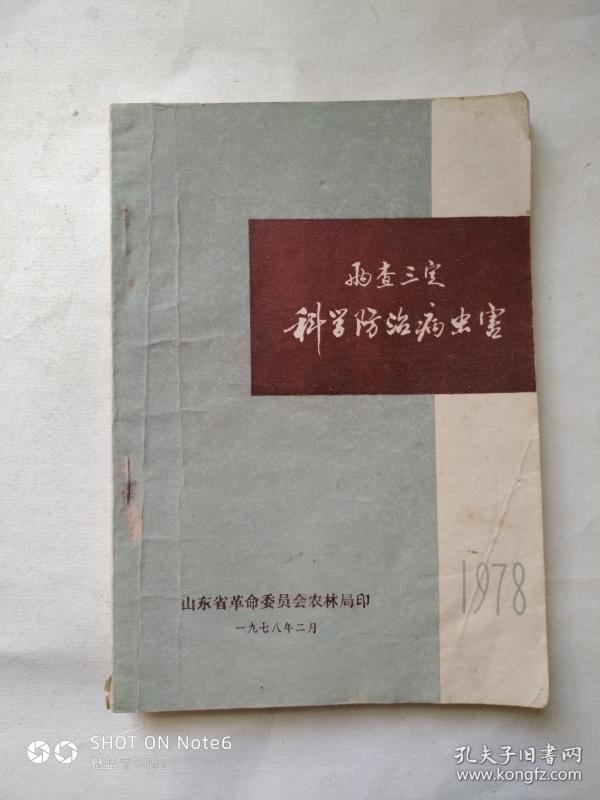 两查三定
科学防治病虫害
1978
山东省革命委员会农林局印
一九七八年二月
SHOT ON Note6
魅蓝
孔夫子旧书网
www.kongfz.com